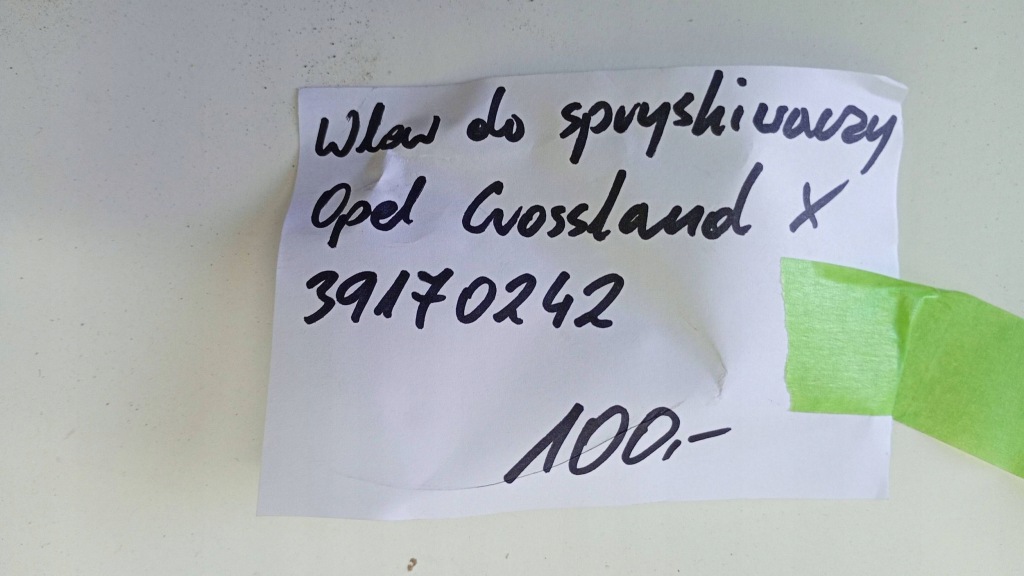 Wlew do spryskiwaczy
Opel Crossland X
39170242
100,-